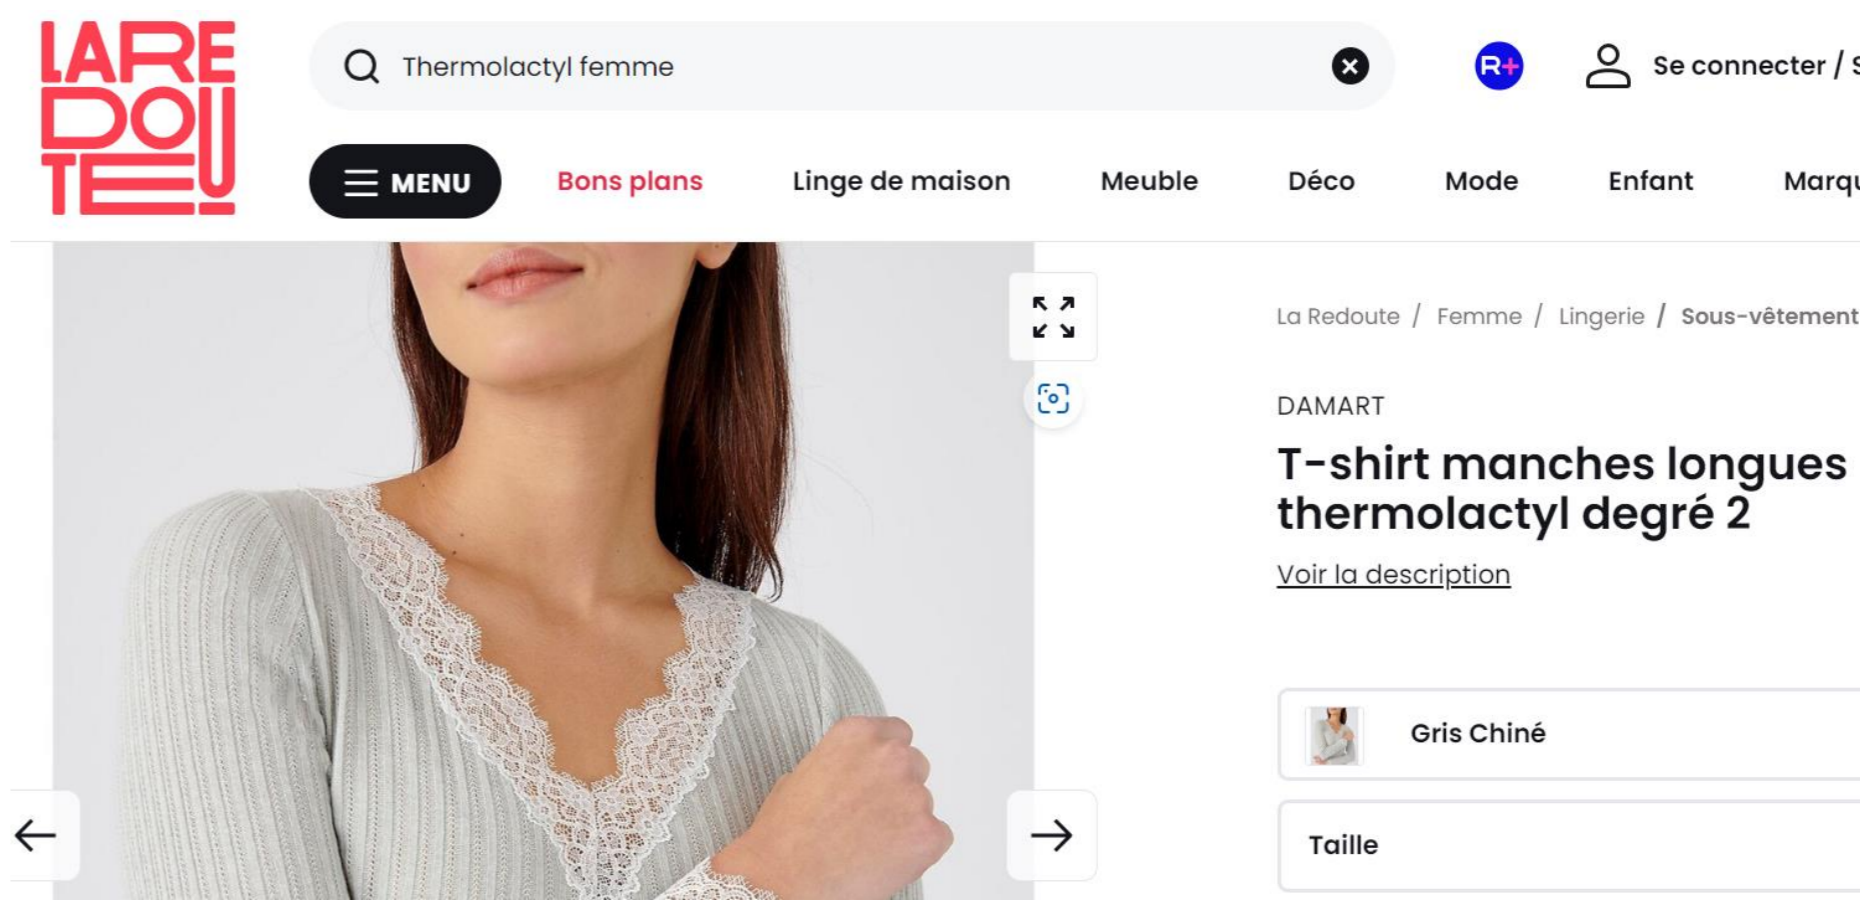 LA RE
DOU
TE
Thermolactyl femme
R+
Se connecter / S
MENU
Bons plans
Linge de maison
Meuble
Déco
Mode
Enfant
Marqu
La Redoute / Femme / Lingerie / Sous-vêtement
DAMART
T-shirt manches longues
thermolactyl degré 2
Voir la description
Gris Chiné
Taille